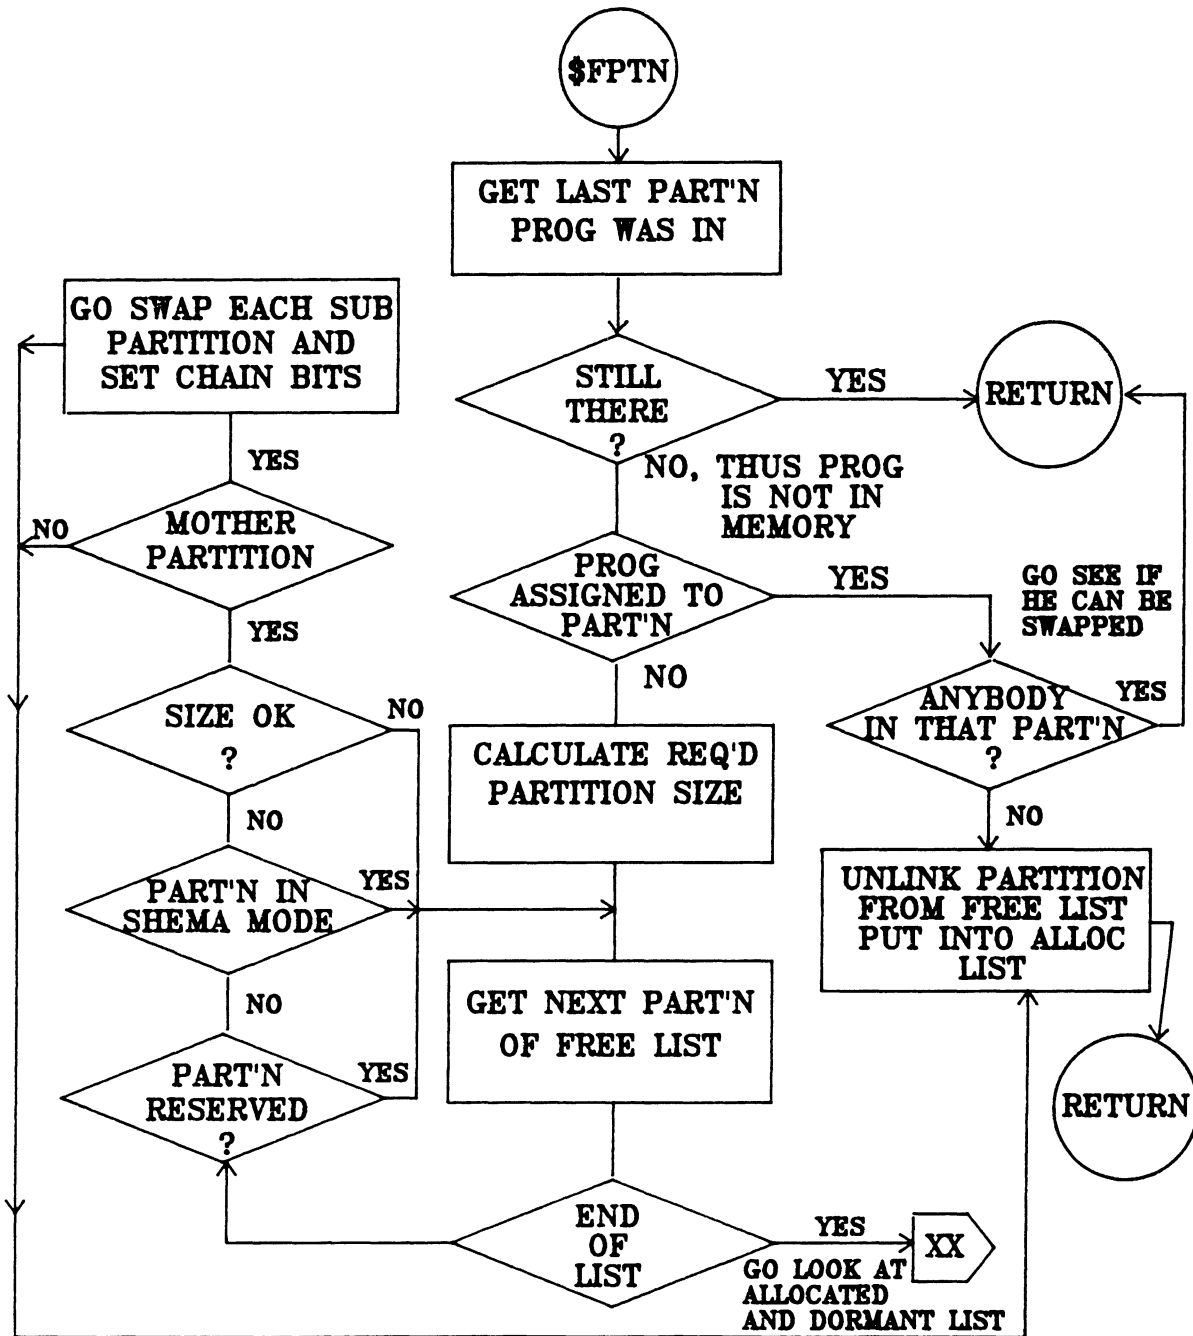 $FPTN
GET LAST PART'N
PROG WAS IN
GO SWAP EACH SUB
PARTITION AND
SET CHAIN BITS
STILL
THERE
?
YES
RETURN
NO, THUS PROG
IS NOT IN
MEMORY
YES
MOTHER
PARTITION
NO
PROG
ASSIGNED TO
PART'N
YES
GO SEE IF
HE CAN BE
SWAPPED
YES
NO
SIZE OK
?
NO
ANYBODY
IN THAT PART'N
?
YES
CALCULATE REQ'D
PARTITION SIZE
NO
NO
PART'N IN
SHEMA MODE
YES
UNLINK PARTITION
FROM FREE LIST
PUT INTO ALLOC
LIST
NO
GET NEXT PART'N
OF FREE LIST
PART'N
RESERVED
?
YES
RETURN
END
OF
LIST
YES
XX
GO LOOK AT
ALLOCATED
AND DORMANT LIST